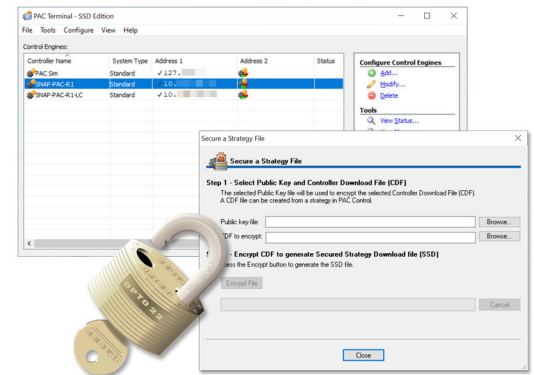 PAC Terminal - SSD Edition
File Tools Configure View Help
Control Engines:
Controller Name System Type Address 1 Address 2 Status
PAC Sim Standard 127.
SNAP-PAC-R1 Standard 10.
SNAP-PAC-R1-LC Standard 10.
Configure Control Engines
Add...
Modify...
Delete
Tools
View Status...
Secure a Strategy File
Secure a Strategy File
Step 1 - Select Public Key and Controller Download File (CDF)
The selected Public Key file will be used to encrypt the selected Controller Download File (CDF).
A CDF file can be created from a strategy in PAC Control.
Public key file: Browse...
CDF to encrypt: Browse...
- Encrypt CDF to generate Secured Strategy Download file (SSD)
the Encrypt button to generate the SSD file.
Encrypt File
Cancel
Close
OPTO 22